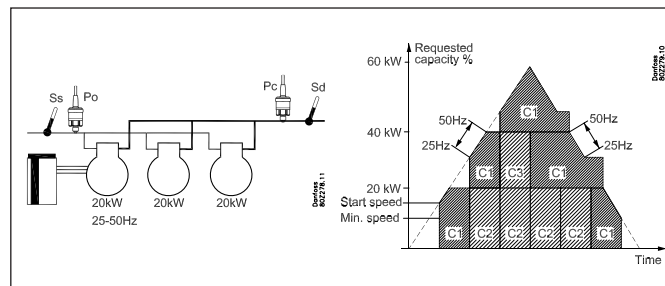 Ss
Po
Pc
Sd
20kW
20kW
20kW
25-50Hz
Danfoss
80Z278.11
Requested
capacity %
60 kW
40 kW
20 kW
Start speed
Min. speed
50Hz
25Hz
50Hz
25Hz
C1
C1
C3
C1
C1
C2
C2
C2
C2
C1
Time
Danfoss
80Z279.10